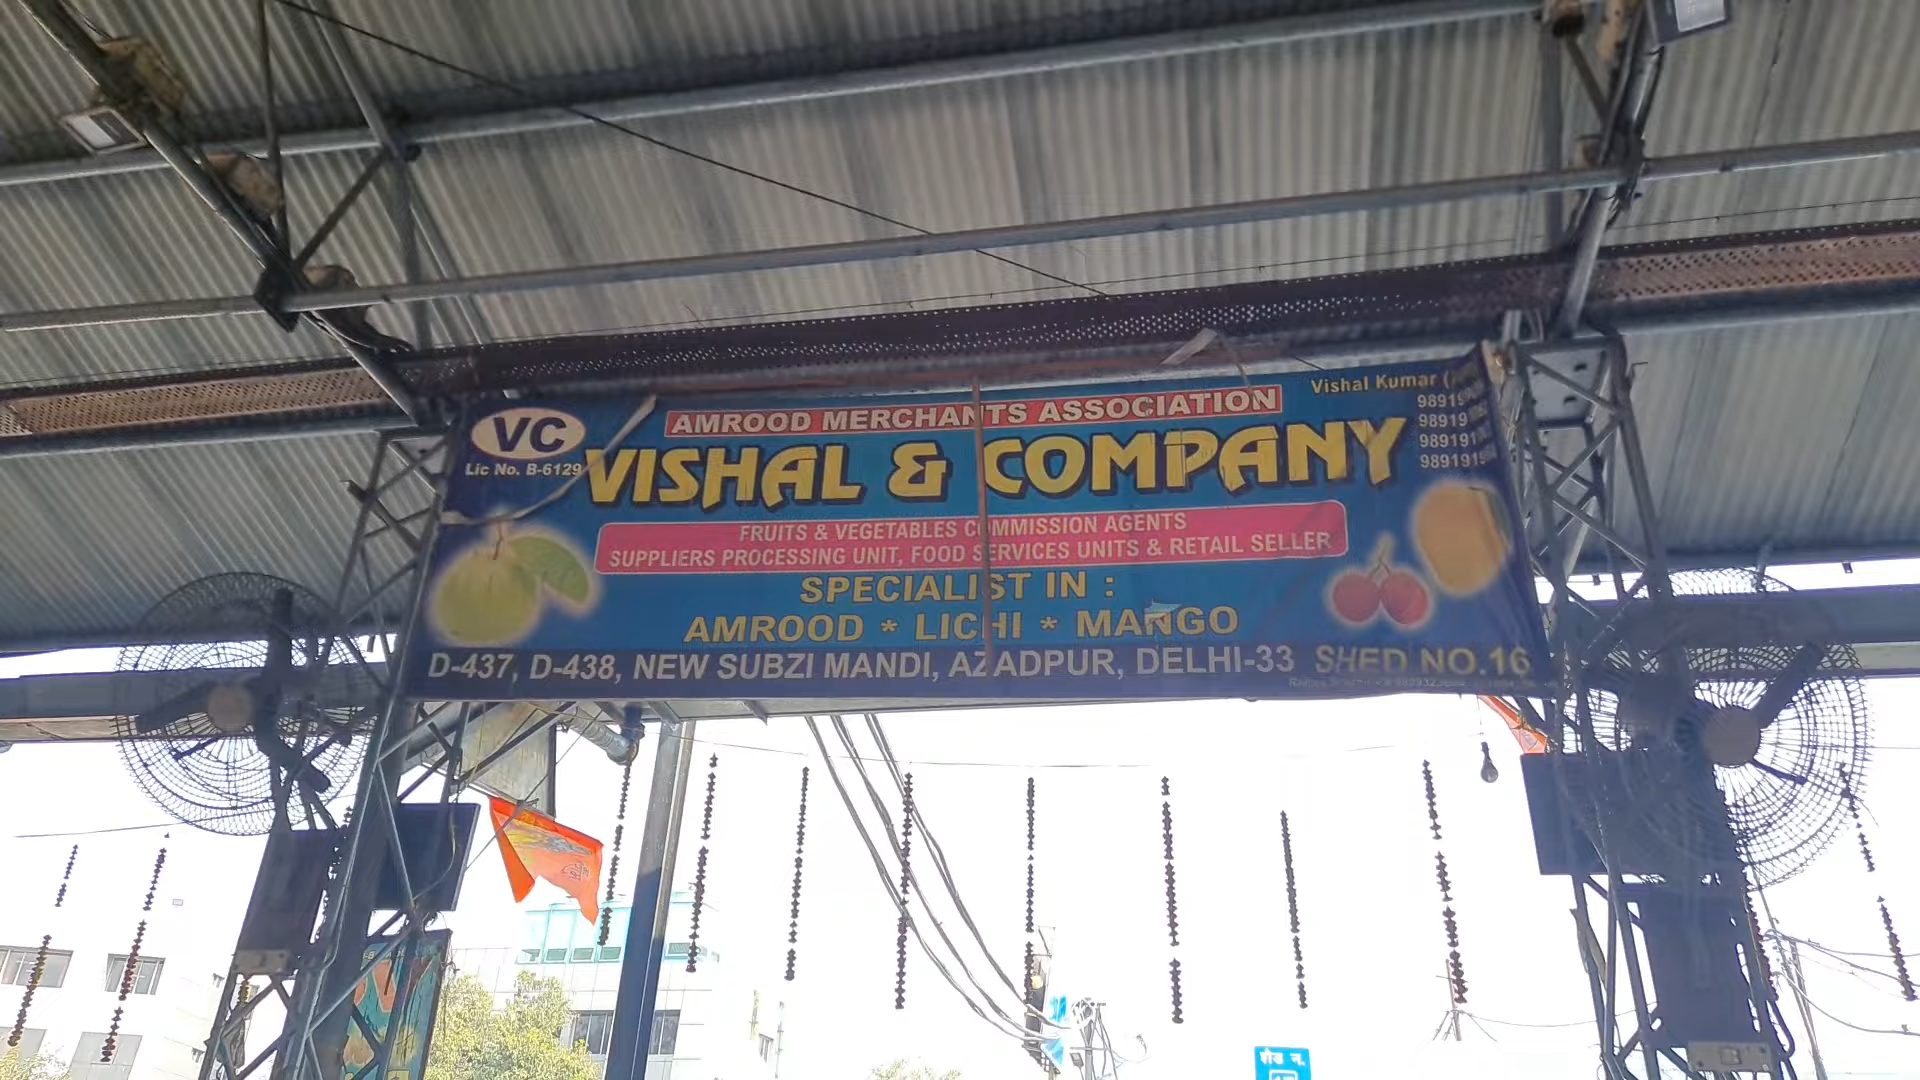 AMROOD MERCHANTS ASSOCIATION
Vishal Kumar
VC
Lic No. B-6129
VISHAL & COMPANY
FRUITS & VEGETABLES COMMISSION AGENTS
SUPPLIERS PROCESSING UNIT, FOOD SERVICES UNITS & RETAIL SELLER
SPECIALIST IN :
AMROOD * LICHI * MANGO
D-437, D-438, NEW SUBZI MANDI, AZADPUR, DELHI-33 SHED NO.16
शैड न.